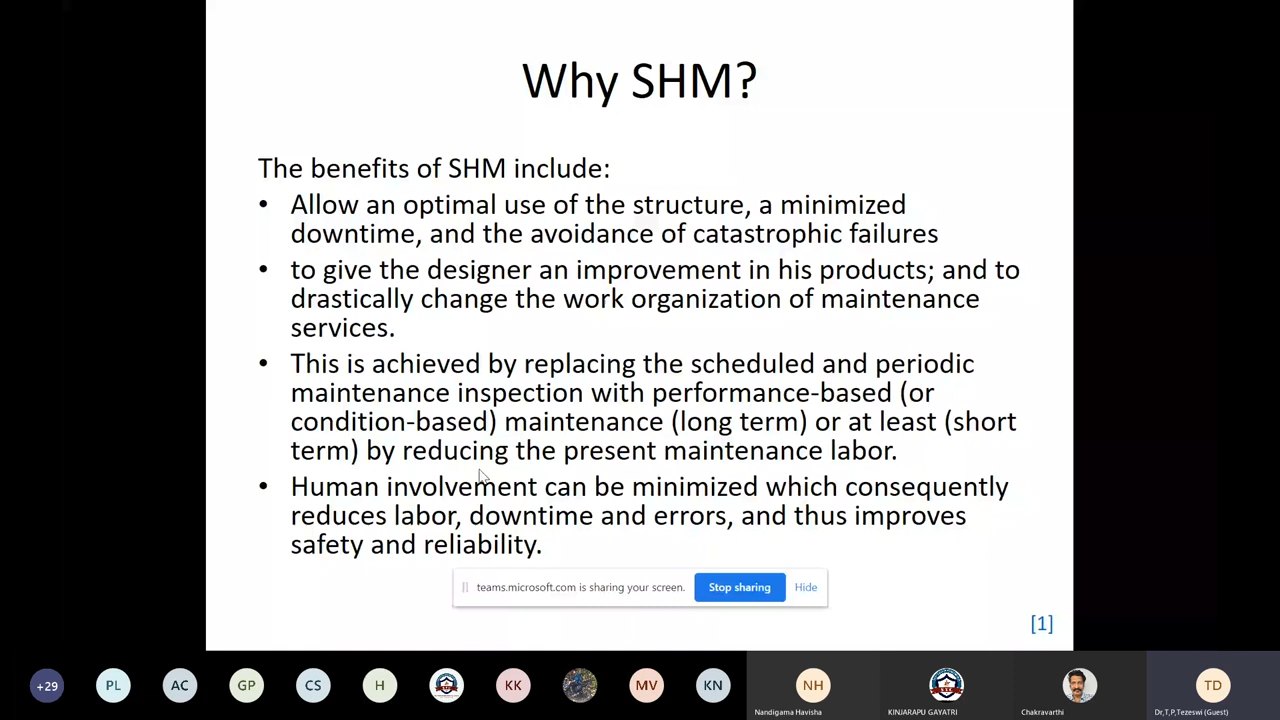 Why SHM?
The benefits of SHM include:
• Allow an optimal use of the structure, a minimized
downtime, and the avoidance of catastrophic failures
• to give the designer an improvement in his products; and to
drastically change the work organization of maintenance
services.
• This is achieved by replacing the scheduled and periodic
maintenance inspection with performance-based (or
condition-based) maintenance (long term) or at least (short
term) by reducing the present maintenance labor.
• Human involvement can be minimized which consequently
reduces labor, downtime and errors, and thus improves
safety and reliability.
teams.microsoft.com is sharing your screen. Stop sharing Hide
[1]
+29 PL AC GP CS H KK MV KN NH TD
Nandigama Havisha KINJARAPU GAYATRI Chakravarthi Dr,T,P,Tezeswi (Guest)